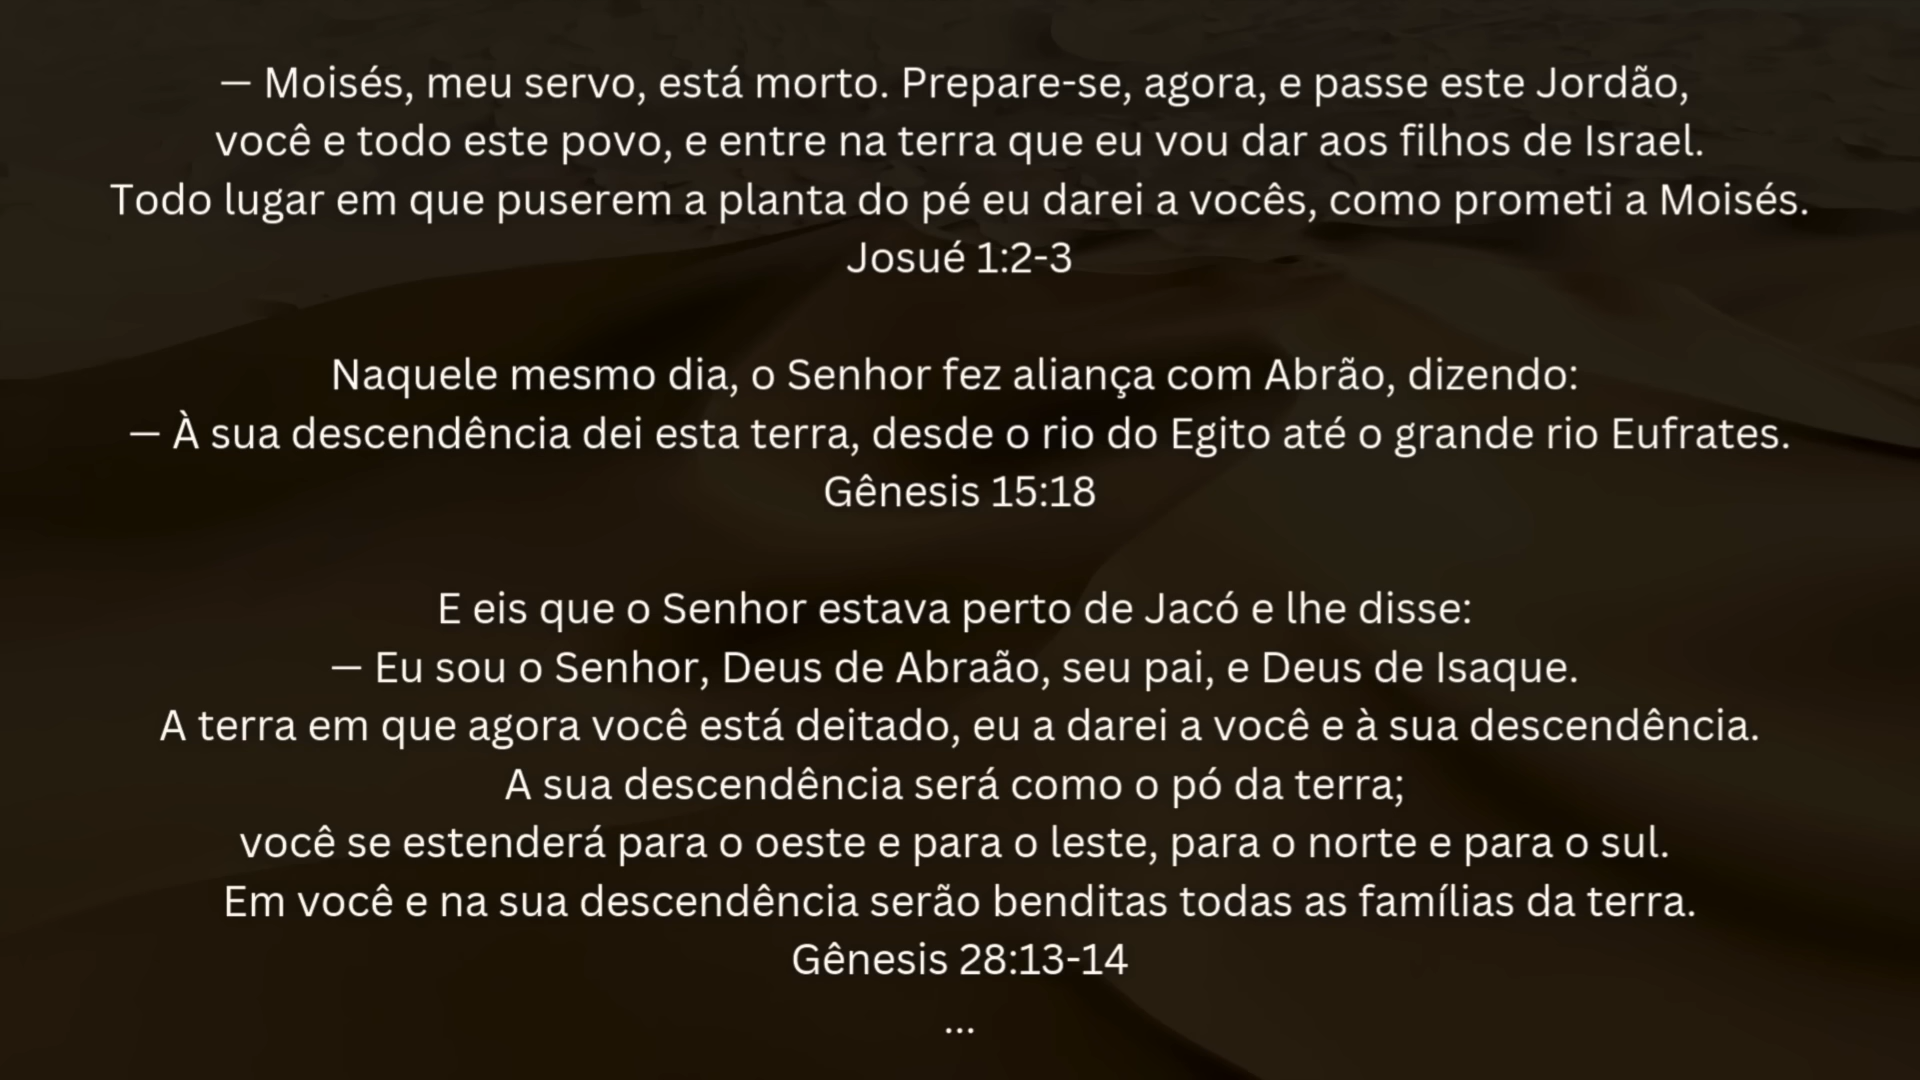 — Moisés, meu servo, está morto. Prepare-se, agora, e passe este Jordão,
você e todo este povo, e entre na terra que eu vou dar aos filhos de Israel.
Todo lugar em que puserem a planta do pé eu darei a vocês, como prometi a Moisés.
Josué 1:2-3
Naquele mesmo dia, o Senhor fez aliança com Abrão, dizendo:
— À sua descendência dei esta terra, desde o rio do Egito até o grande rio Eufrates.
Gênesis 15:18
E eis que o Senhor estava perto de Jacó e lhe disse:
— Eu sou o Senhor, Deus de Abraão, seu pai, e Deus de Isaque.
A terra em que agora você está deitado, eu a darei a você e à sua descendência.
A sua descendência será como o pó da terra;
você se estenderá para o oeste e para o leste, para o norte e para o sul.
Em você e na sua descendência serão benditas todas as famílias da terra.
Gênesis 28:13-14
...